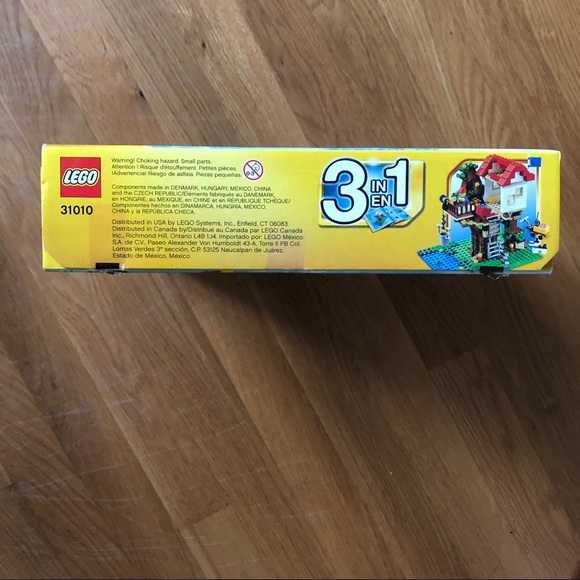 LEGO
31010
Warning! Choking hazard. Small parts.
Attention ! Risque d'étouffement. Petites pièces.
¡Advertencia! Riesgo de asfixia. Piezas pequeñas.
0-3
Components made in DENMARK, HUNGARY, MEXICO, CHINA
and the CZECH REPUBLIC/Éléments fabriqués au DANEMARK,
en HONGRIE, au MEXIQUE, en CHINE et en REPUBLIQUE TCHÈQUE/
Componentes hechos en DINAMARCA, HUNGRÍA, MÉXICO,
CHINA y la REPÚBLICA CHECA.
Distributed in USA by LEGO Systems, Inc., Enfield, CT 06083.
Distributed in Canada by/Distribué au Canada par LEGO Canada
Inc., Richmond Hill, Ontario L4B 1J4. Importado por: LEGO México
S.A. de C.V., Paseo Alexander Von Humboldt 43-A, Torre II PB Col.
Lomas Verdes 3ª sección, C.P. 53125 Naucalpan de Juárez.
Estado de México, México.
3 IN EN 1